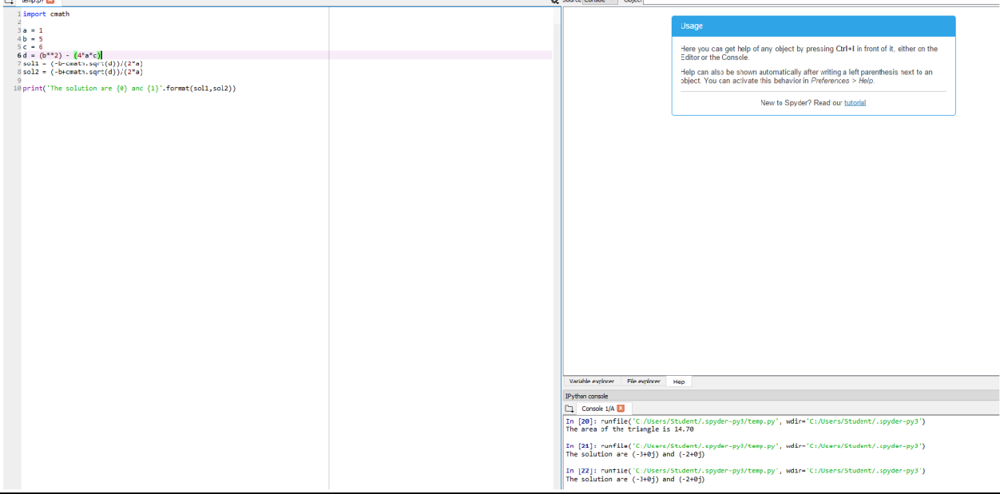 temp.py
Source Console Object
1 import cmath
2
3 a = 1
4 b = 5
5 c = 6
6 d = (b**2) - (4*a*c)
7 sol1 = (-b-cmath.sqrt(d))/(2*a)
8 sol2 = (-b+cmath.sqrt(d))/(2*a)
9
10 print('The solution are {0} and {1}'.format(sol1,sol2))
Usage
Here you can get help of any object by pressing Ctrl+I in front of it, either on the
Editor or the Console.
Help can also be shown automatically after writing a left parenthesis next to an
object. You can activate this behavior in Preferences > Help.
New to Spyder? Read our tutorial
Variable explorer File explorer Help
IPython console
Console 1/A
In [20]: runfile('C:/Users/Student/.spyder-py3/temp.py', wdir='C:/Users/Student/.spyder-py3')
The area of the triangle is 14.70
In [21]: runfile('C:/Users/Student/.spyder-py3/temp.py', wdir='C:/Users/Student/.spyder-py3')
The solution are (-3+0j) and (-2+0j)
In [22]: runfile('C:/Users/Student/.spyder-py3/temp.py', wdir='C:/Users/Student/.spyder-py3')
The solution are (-3+0j) and (-2+0j)